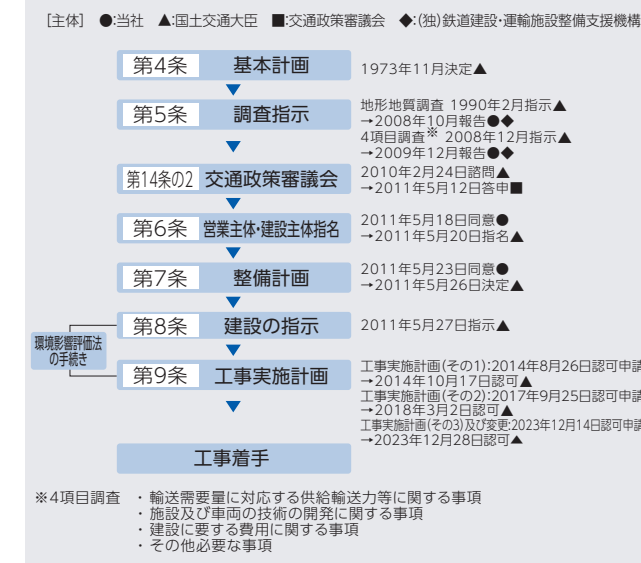 ［主体］ ●:当社 ▲:国土交通大臣 ■:交通政策審議会 ◆:(独)鉄道建設・運輸施設整備支援機構
第4条 基本計画 1973年11月決定▲
第5条 調査指示
地形地質調査 1990年2月指示▲
→2008年10月報告●◆
4項目調査※ 2008年12月指示▲
→2009年12月報告●◆
第14条の2 交通政策審議会
2010年2月24日諮問▲
→2011年5月12日答申■
第6条 営業主体・建設主体指名
2011年5月18日同意●
→2011年5月20日指名▲
第7条 整備計画
2011年5月23日同意●
→2011年5月26日決定▲
第8条 建設の指示 2011年5月27日指示▲
環境影響評価法
の手続き
第9条 工事実施計画
工事実施計画(その1):2014年8月26日認可申請
→2014年10月17日認可▲
工事実施計画(その2):2017年9月25日認可申請
→2018年3月2日認可▲
工事実施計画(その3)及び変更:2023年12月14日認可申請
→2023年12月28日認可▲
工事着手
※4項目調査 ・輸送需要量に対応する供給輸送力等に関する事項
・施設及び車両の技術の開発に関する事項
・建設に要する費用に関する事項
・その他必要な事項